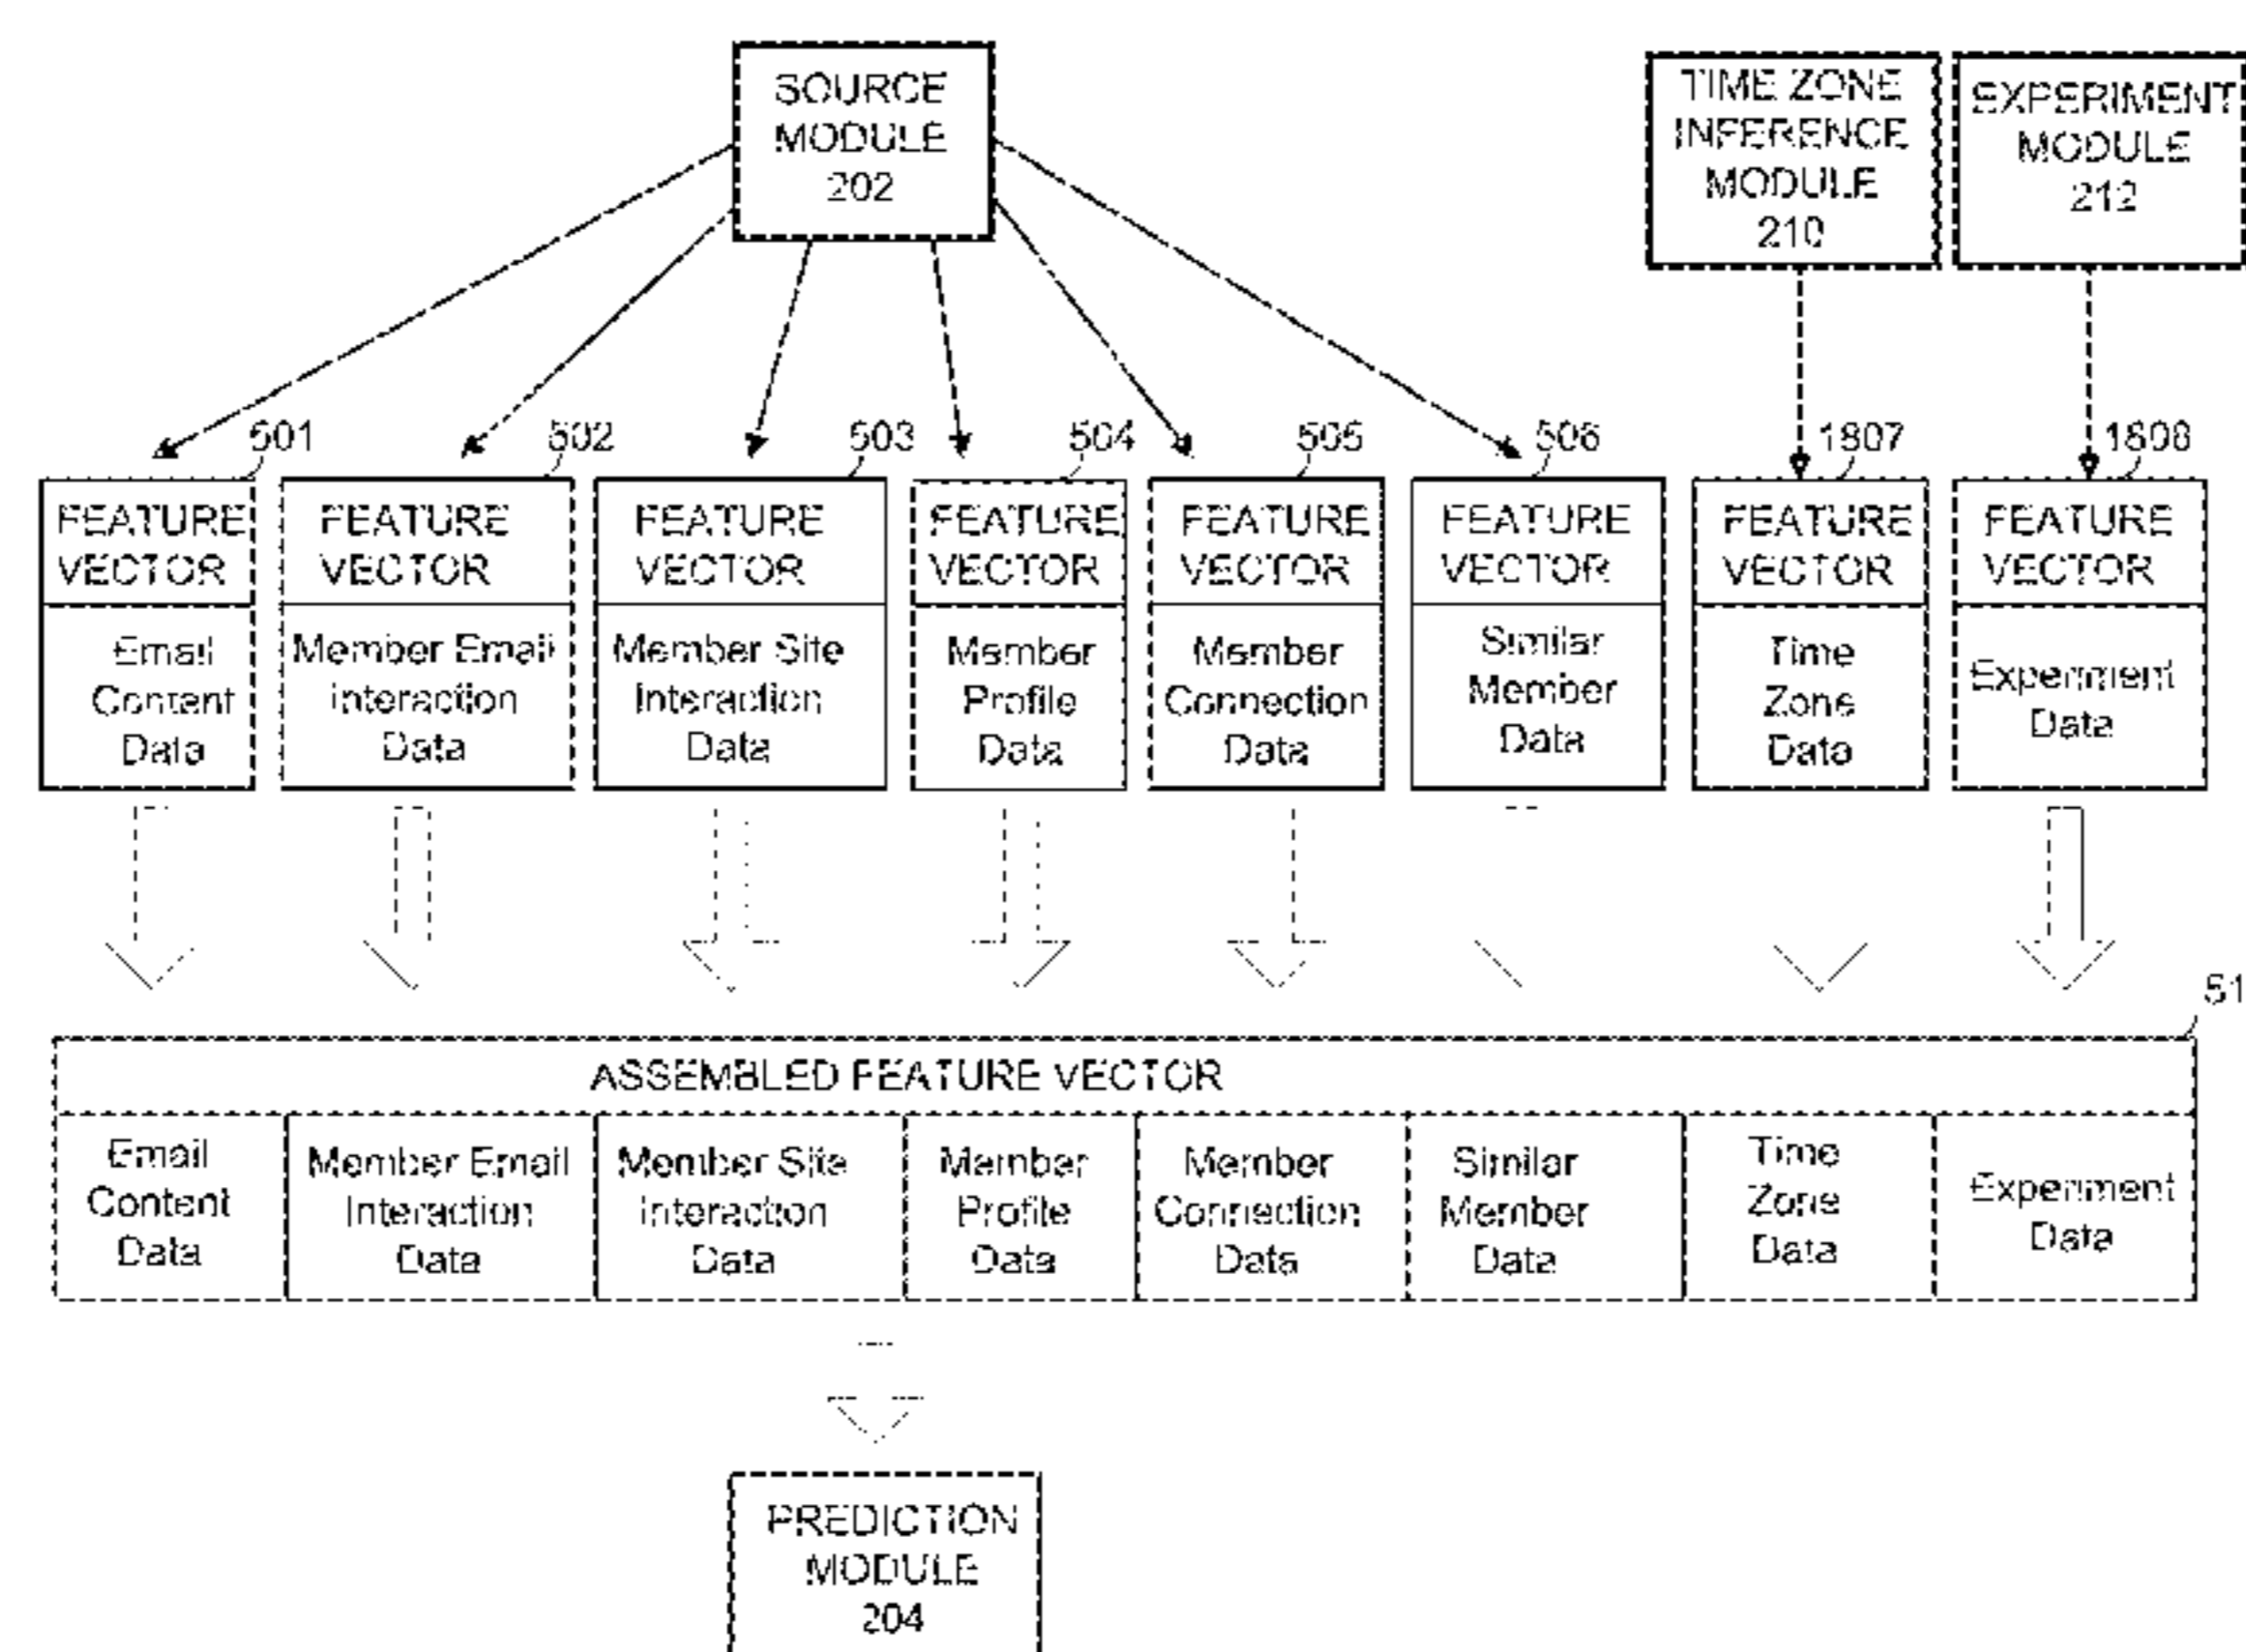 SOURCE
MODULE
202
TIME ZONE
INFERENCE
MODULE
210
EXPERIMENT
MODULE
212
501
502
503
504
505
506
1807
1808
FEATURE
VECTOR
Email
Content
Data
FEATURE
VECTOR
Member Email
Interaction
Data
FEATURE
VECTOR
Member Site
Interaction
Data
FEATURE
VECTOR
Member
Profile
Data
FEATURE
VECTOR
Member
Connection
Data
FEATURE
VECTOR
Similar
Member
Data
FEATURE
VECTOR
Time
Zone
Data
FEATURE
VECTOR
Experiment
Data
51
ASSEMBLED FEATURE VECTOR
Email
Content
Data
Member Email
Interaction
Data
Member Site
Interaction
Data
Member
Profile
Data
Member
Connection
Data
Similar
Member
Data
Time
Zone
Data
Experiment
Data
PREDICTION
MODULE
204